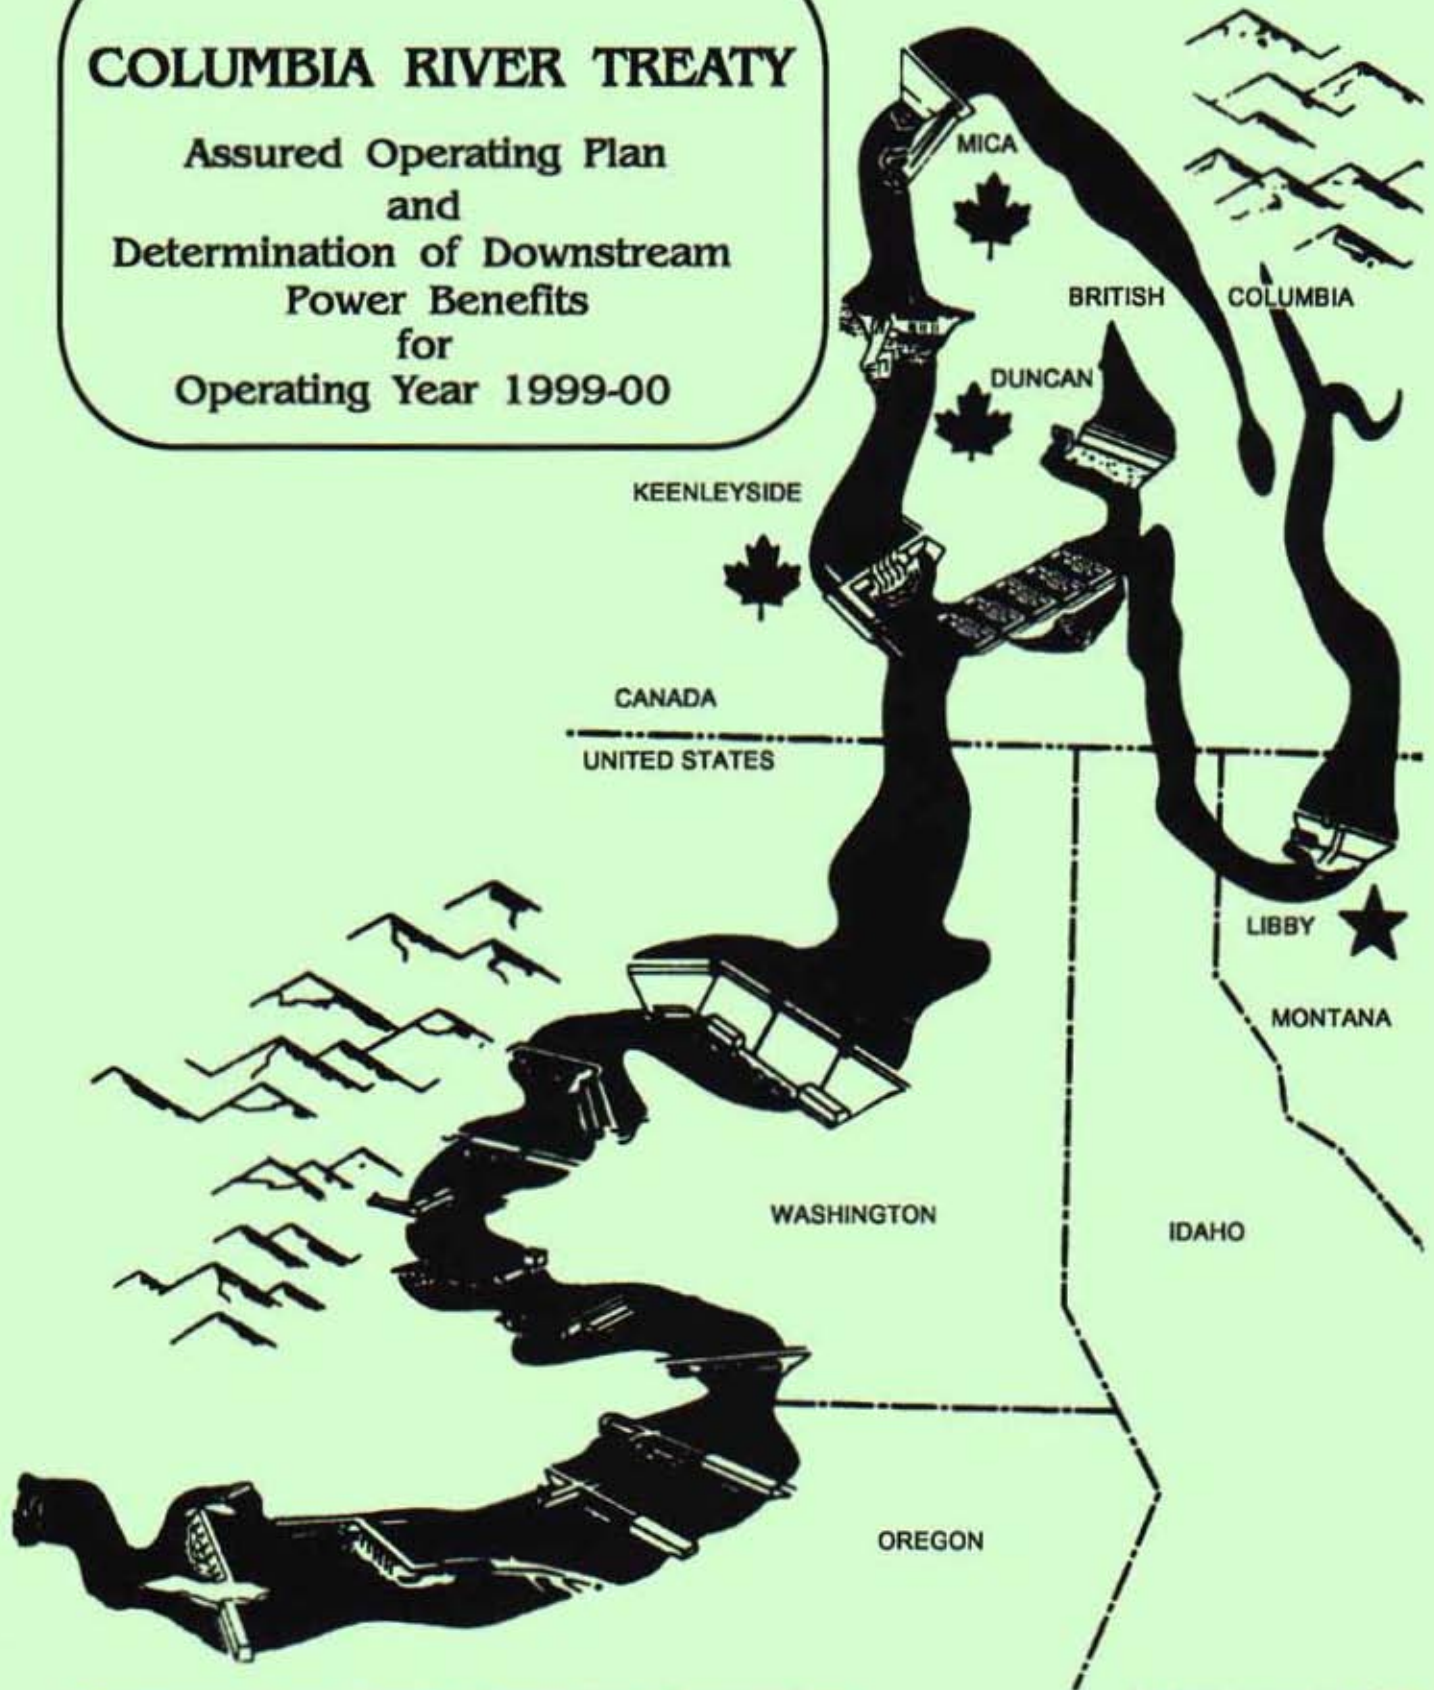 COLUMBIA RIVER TREATY
Assured Operating Plan
and
Determination of Downstream
Power Benefits
for
Operating Year 1999-00
MICA
BRITISH COLUMBIA
DUNCAN
KEENLEYSIDE
CANADA
UNITED STATES
LIBBY
MONTANA
WASHINGTON
IDAHO
OREGON